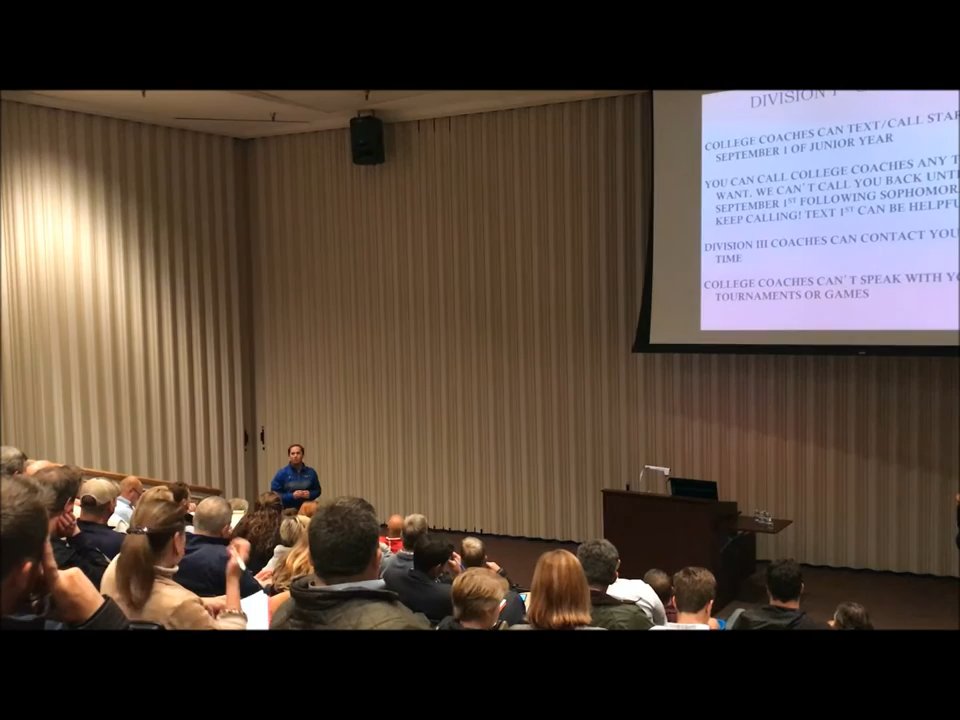 DIVISION I
COLLEGE COACHES CAN TEXT/CALL STAR
SEPTEMBER 1 OF JUNIOR YEAR
YOU CAN CALL COLLEGE COACHES ANY T
WANT. WE CAN'T CALL YOU BACK UNTI
SEPTEMBER 1ST FOLLOWING SOPHOMOR
KEEP CALLING! TEXT 1ST CAN BE HELPFU
DIVISION III COACHES CAN CONTACT YOU
TIME
COLLEGE COACHES CAN'T SPEAK WITH YO
TOURNAMENTS OR GAMES